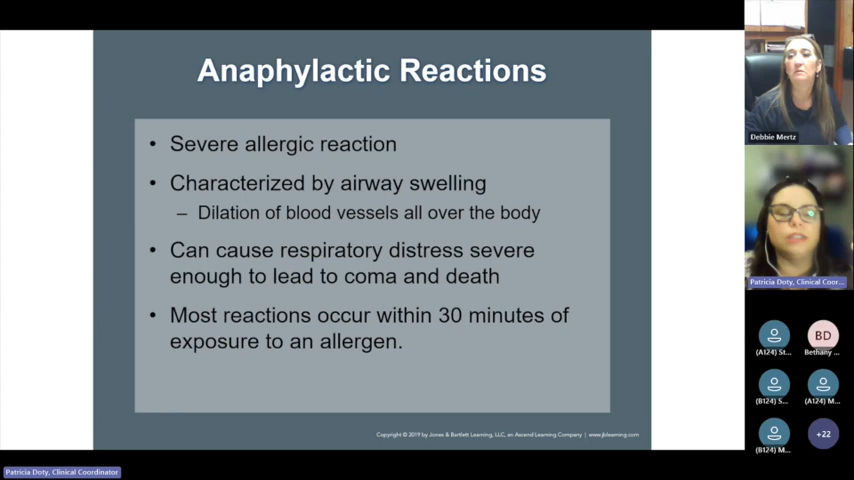 Anaphylactic Reactions
• Severe allergic reaction
• Characterized by airway swelling
– Dilation of blood vessels all over the body
• Can cause respiratory distress severe
enough to lead to coma and death
• Most reactions occur within 30 minutes of
exposure to an allergen.
Copyright © 2019 by Jones & Bartlett Learning, LLC, an Ascend Learning Company | www.jblearning.com
Debbie Mertz
Patricia Doty, Clinical Coor...
(A124) St...
BD
Bethany ...
(B124) S...
(A124) M...
(B124) M...
+22
Patricia Doty, Clinical Coordinator